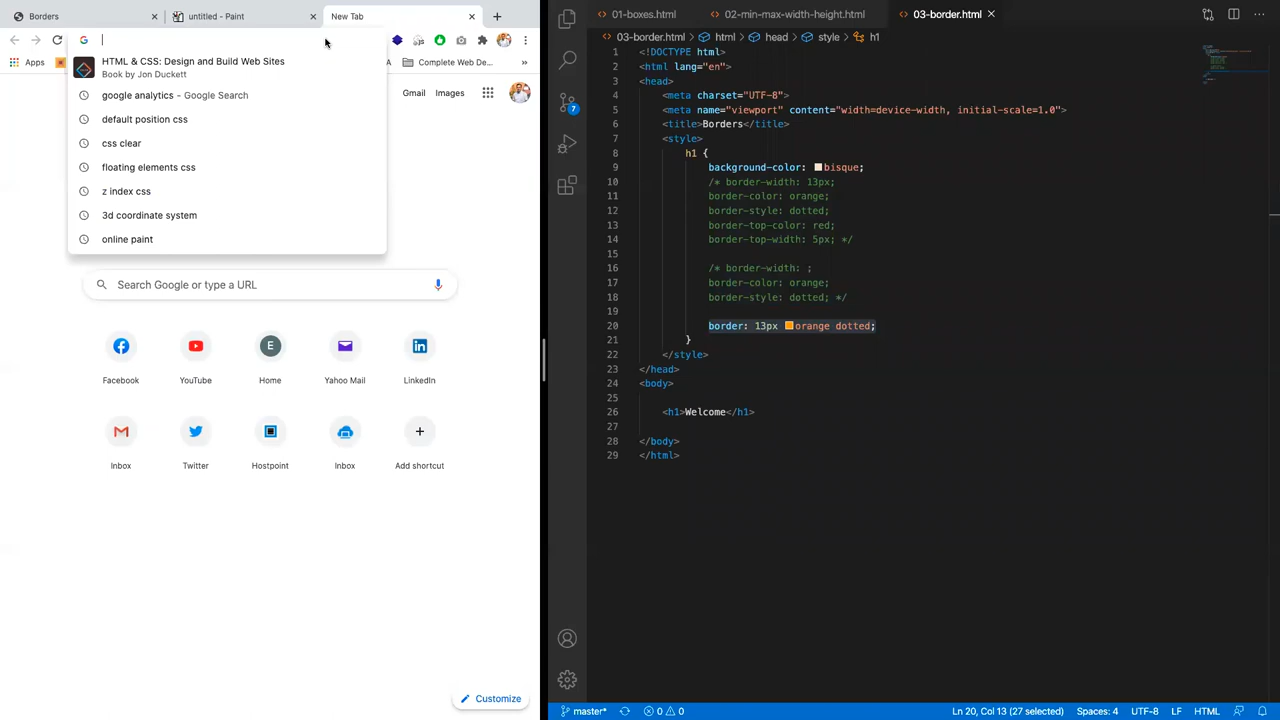 Borders
untitled - Paint
New Tab
Apps
Complete Web De...
HTML & CSS: Design and Build Web Sites
Book by Jon Duckett
google analytics - Google Search
default position css
css clear
floating elements css
z index css
3d coordinate system
online paint
Gmail
Images
Search Google or type a URL
Facebook
YouTube
E
Home
Yahoo Mail
LinkedIn
Inbox
Twitter
Hostpoint
Inbox
Add shortcut
Customize
01-boxes.html
02-min-max-width-height.html
03-border.html
03-border.html > html > head > style > h1
7
1 <!DOCTYPE html>
2 <html lang="en">
3 <head>
4 <meta charset="UTF-8">
5 <meta name="viewport" content="width=device-width, initial-scale=1.0">
6 <title>Borders</title>
7 <style>
8 h1 {
9 background-color: bisque;
10 /* border-width: 13px;
11 border-color: orange;
12 border-style: dotted;
13 border-top-color: red;
14 border-top-width: 5px; */
15
16 /* border-width: ;
17 border-color: orange;
18 border-style: dotted; */
19
20 border: 13px orange dotted;
21 }
22 </style>
23 </head>
24 <body>
25
26 <h1>Welcome</h1>
27
28 </body>
29 </html>
master*
0
0
Ln 20, Col 13 (27 selected)
Spaces: 4
UTF-8
LF
HTML